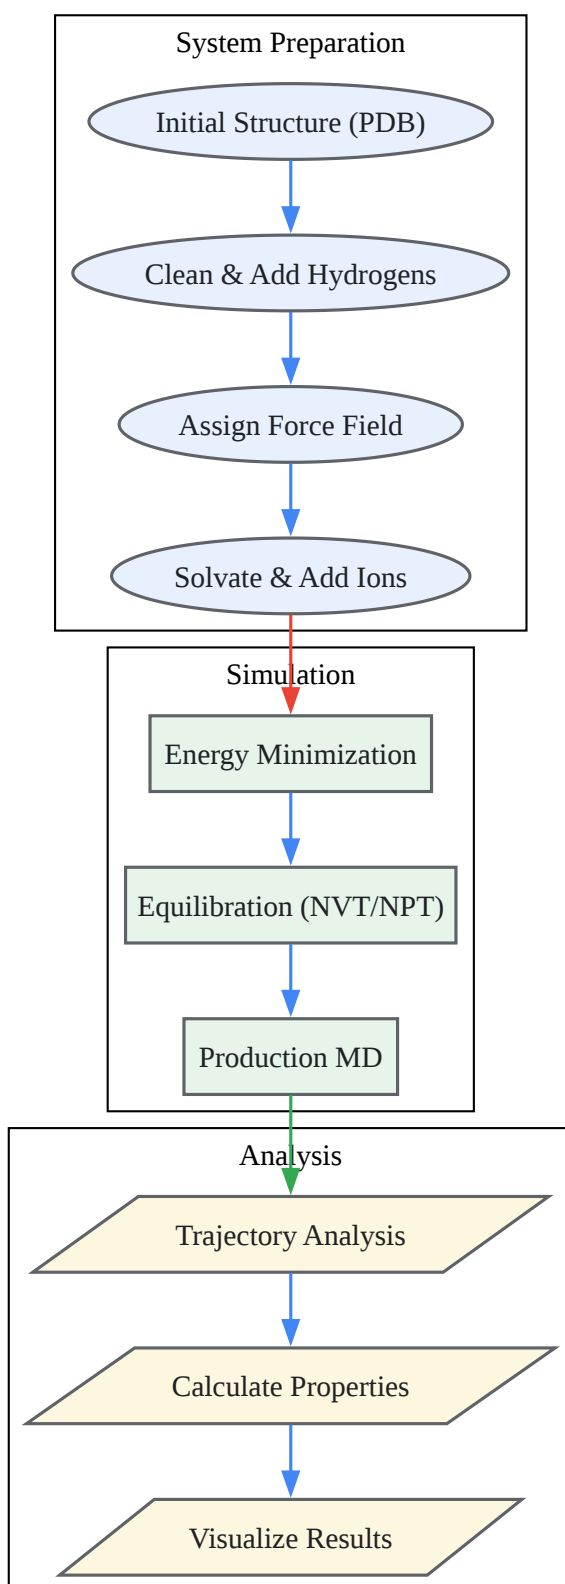 System Preparation
Initial Structure (PDB)
Clean & Add Hydrogens
Assign Force Field
Solvate & Add Ions
Simulation
Energy Minimization
Equilibration (NVT/NPT)
Production MD
Analysis
Trajectory Analysis
Calculate Properties
Visualize Results